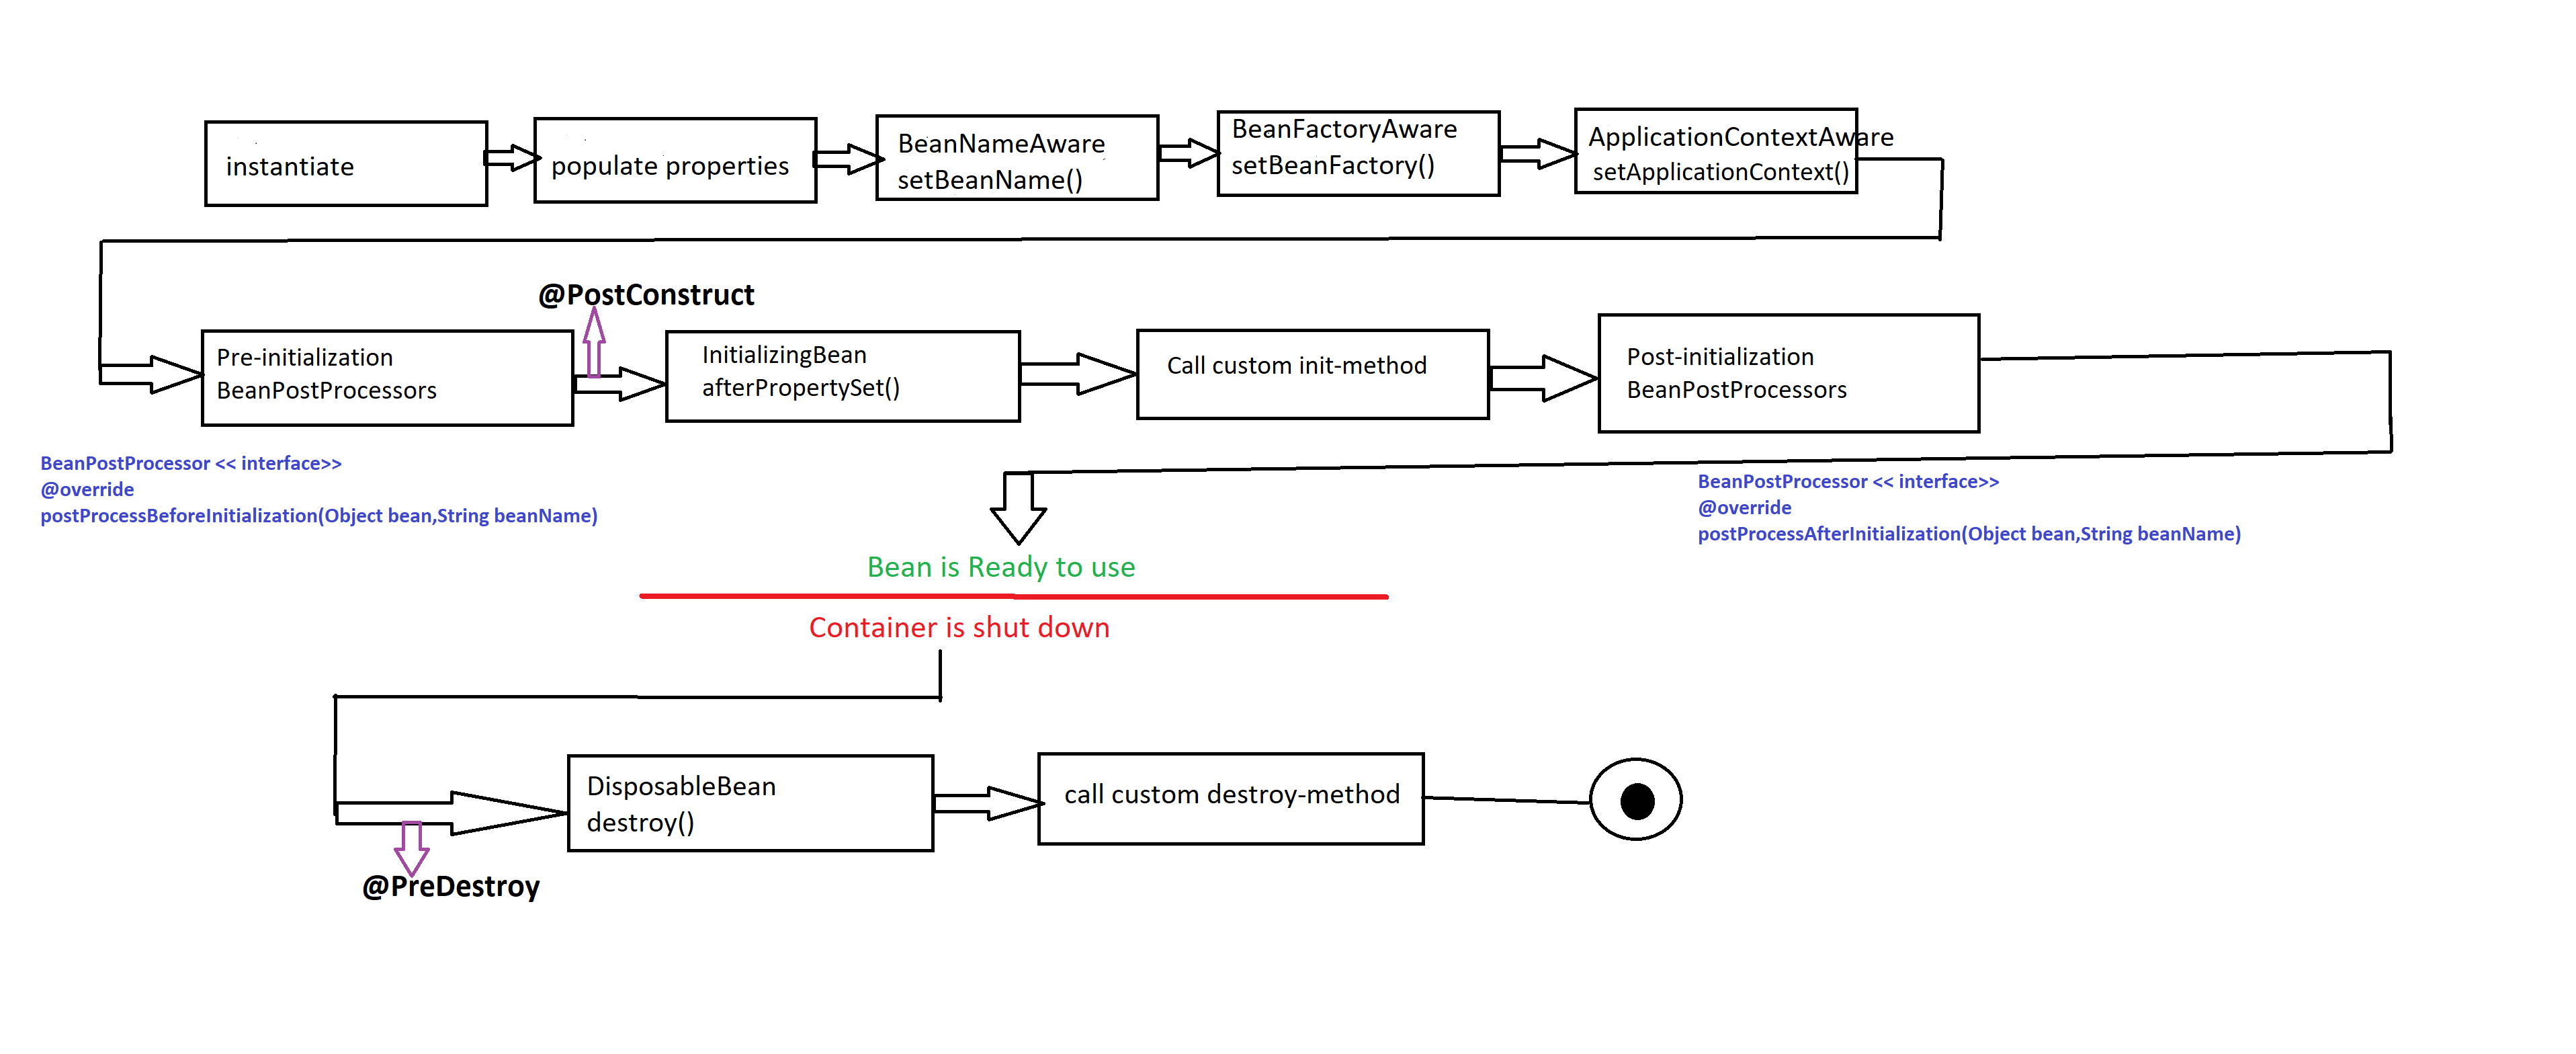 instantiate
populate properties
BeanNameAware
setBeanName()
BeanFactoryAware
setBeanFactory()
ApplicationContextAware
setApplicationContext()
@PostConstruct
Pre-initialization
BeanPostProcessors
InitializingBean
afterPropertySet()
Call custom init-method
Post-initialization
BeanPostProcessors
BeanPostProcessor << interface>>
@override
postProcessBeforeInitialization(Object bean,String beanName)
BeanPostProcessor << interface>>
@override
postProcessAfterInitialization(Object bean,String beanName)
Bean is Ready to use
Container is shut down
DisposableBean
destroy()
call custom destroy-method
@PreDestroy